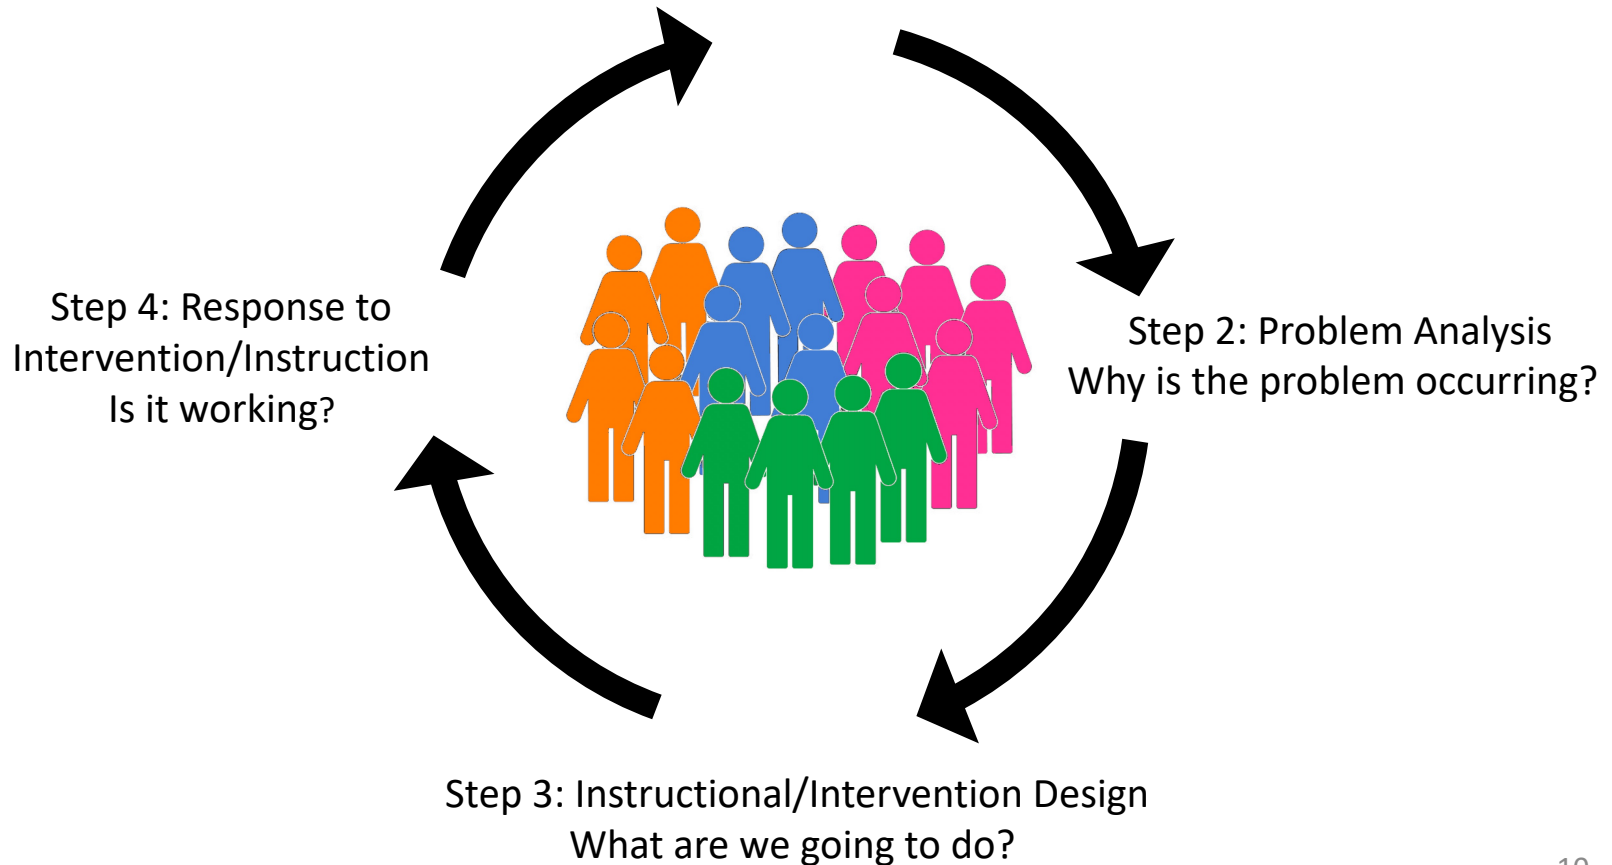 Step 4: Response to
Intervention/Instruction
Is it working?
Step 2: Problem Analysis
Why is the problem occurring?
Step 3: Instructional/Intervention Design
What are we going to do?